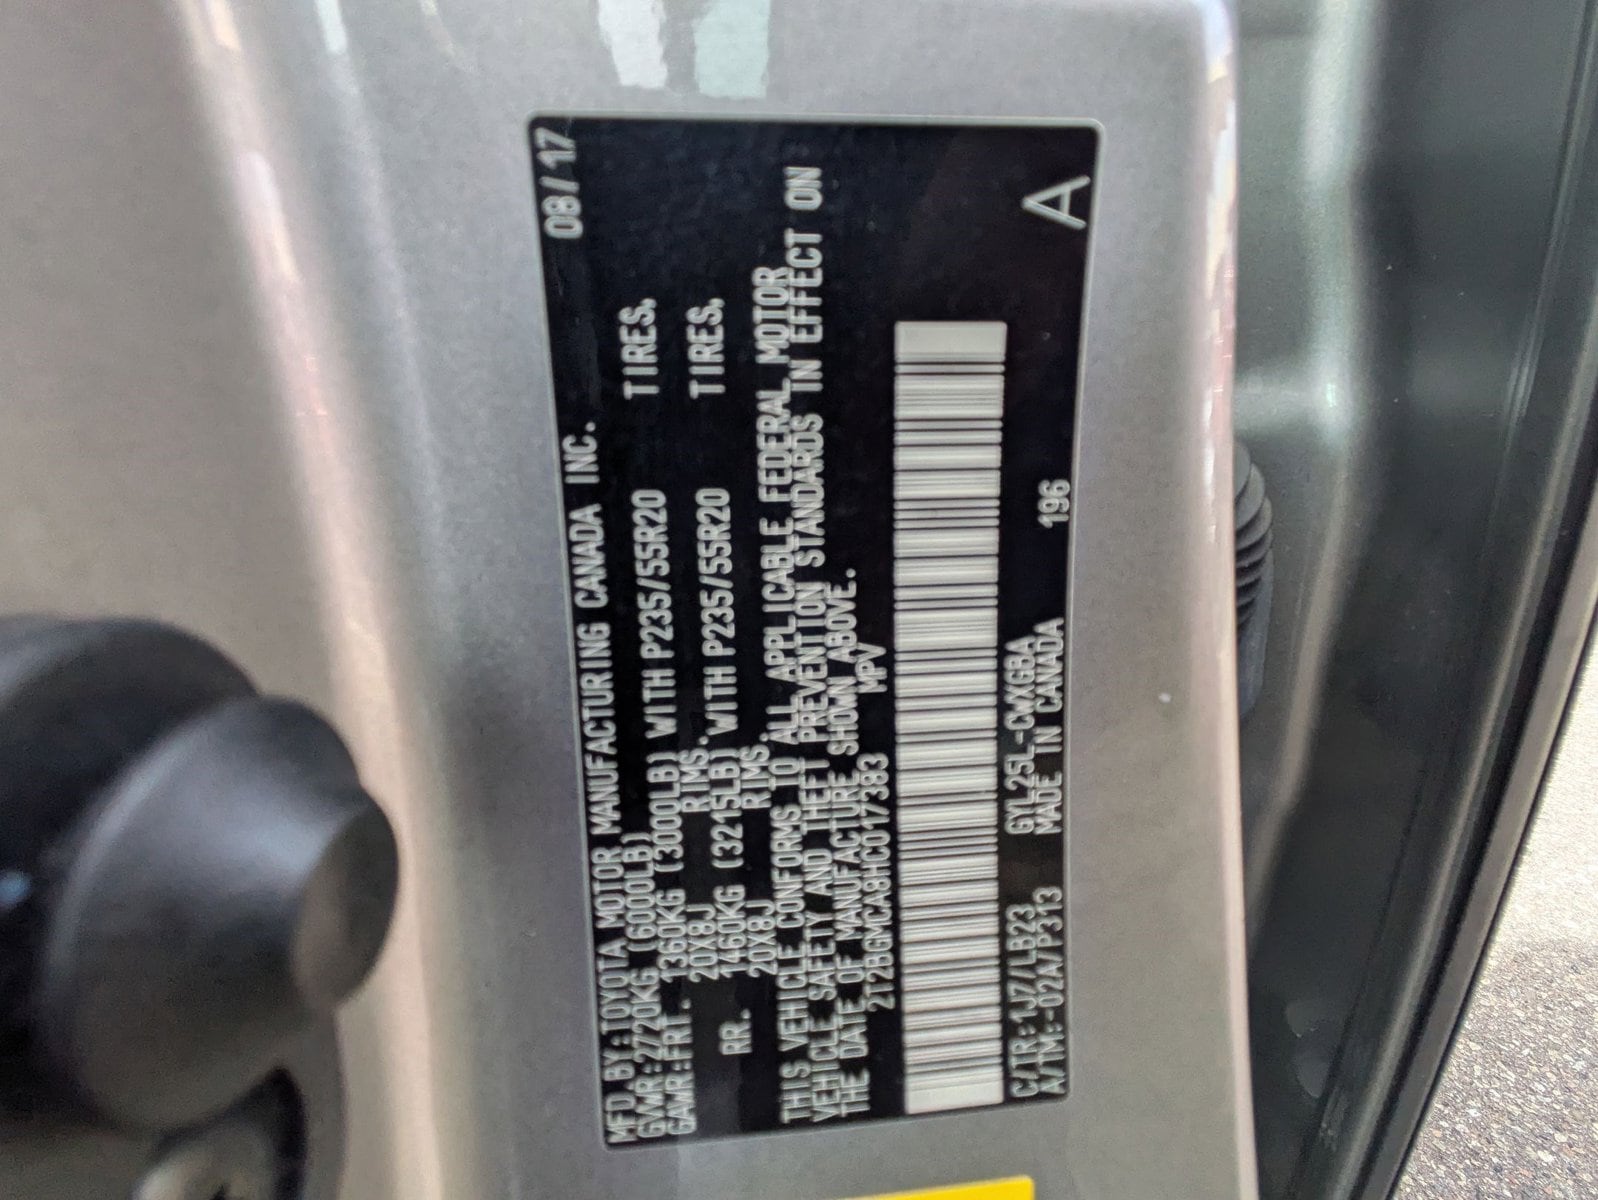 MFD.BY:TOYOTA MOTOR MANUFACTURING CANADA INC. 08/17
GVWR:2720KG (6000LB)
GAWR:FRT. 1360KG (3000LB) WITH P235/55R20 TIRES,
20X8J RIMS.
RR. 1460KG (3215LB) WITH P235/55R20 TIRES,
20X8J RIMS.
THIS VEHICLE CONFORMS TO ALL APPLICABLE FEDERAL MOTOR
VEHICLE SAFETY AND THEFT PREVENTION STANDARDS IN EFFECT ON
THE DATE OF MANUFACTURE SHOWN ABOVE.
2T2BGMCA8HC017383 MPV
C/TR:1J7/LB23 GYL25L-CWXGBA
A/TM:-02A/P313 MADE IN CANADA 196 A